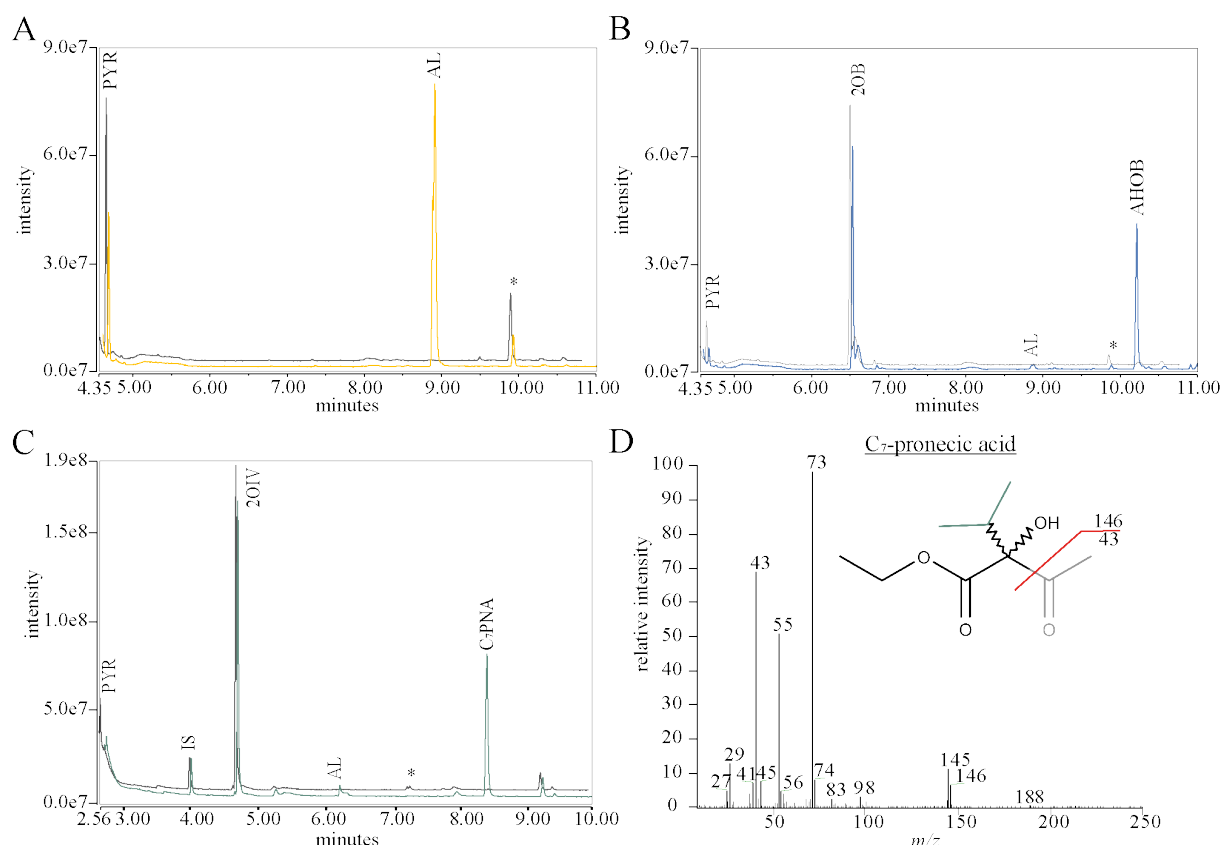 A
9.0e7
6.0e7
3.0e7
0.0e7
intensity
PYR
AL
*
4.35 5.00 6.00 7.00 8.00 9.00 10.00 11.00
minutes
B
9.0e7
6.0e7
3.0e7
0.0e7
intensity
PYR
2OB
AL
*
AHOB
4.35 5.00 6.00 7.00 8.00 9.00 10.00 11.00
minutes
C
1.9e8
1.5e8
1.0e8
5.0e7
0.0e7
intensity
PYR
IS
2OIV
AL
*
C₇PNA
2.56 3.00 4.00 5.00 6.00 7.00 8.00 9.00 10.00
minutes
D
C₇-pronecic acid
100
90
80
70
60
50
40
30
20
10
0
relative intensity
27
29
41
43
45
55
56
73
74
83
98
145
146
188
OH
O
O
O
146
43
50 100 150 200 250
m/z